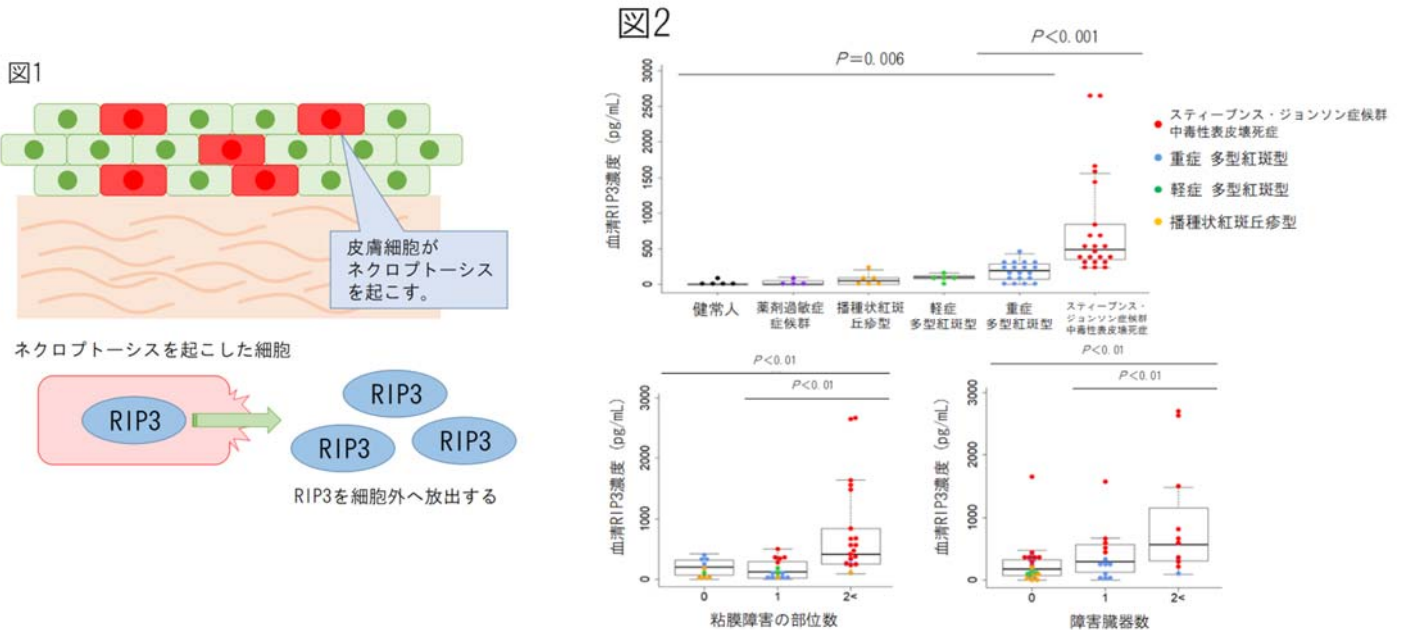 図1
皮膚細胞が
ネクロプトーシス
を起こす。
ネクロプトーシスを起こした細胞
RIP3
RIP3
RIP3
RIP3
RIP3を細胞外へ放出する
図2
P<0.001
P=0.006
血清RIP3濃度 (pg/mL)
3000
2500
1500
1000
500
0
健常人
薬剤過敏症
症候群
播種状紅斑
丘疹型
軽症
多型紅斑型
重症
多型紅斑型
スティーブンス・
ジョンソン症候群
中毒性表皮壊死症
スティーブンス・ジョンソン症候群
中毒性表皮壊死症
重症 多型紅斑型
軽症 多型紅斑型
播種状紅斑丘疹型
P<0.01
P<0.01
血清RIP3濃度 (pg/mL)
3000
2000
1000
0
0 1 2<
粘膜障害の部位数
P<0.01
P<0.01
血清RIP3濃度 (pg/mL)
3000
2000
1000
0
0 1 2<
障害臓器数